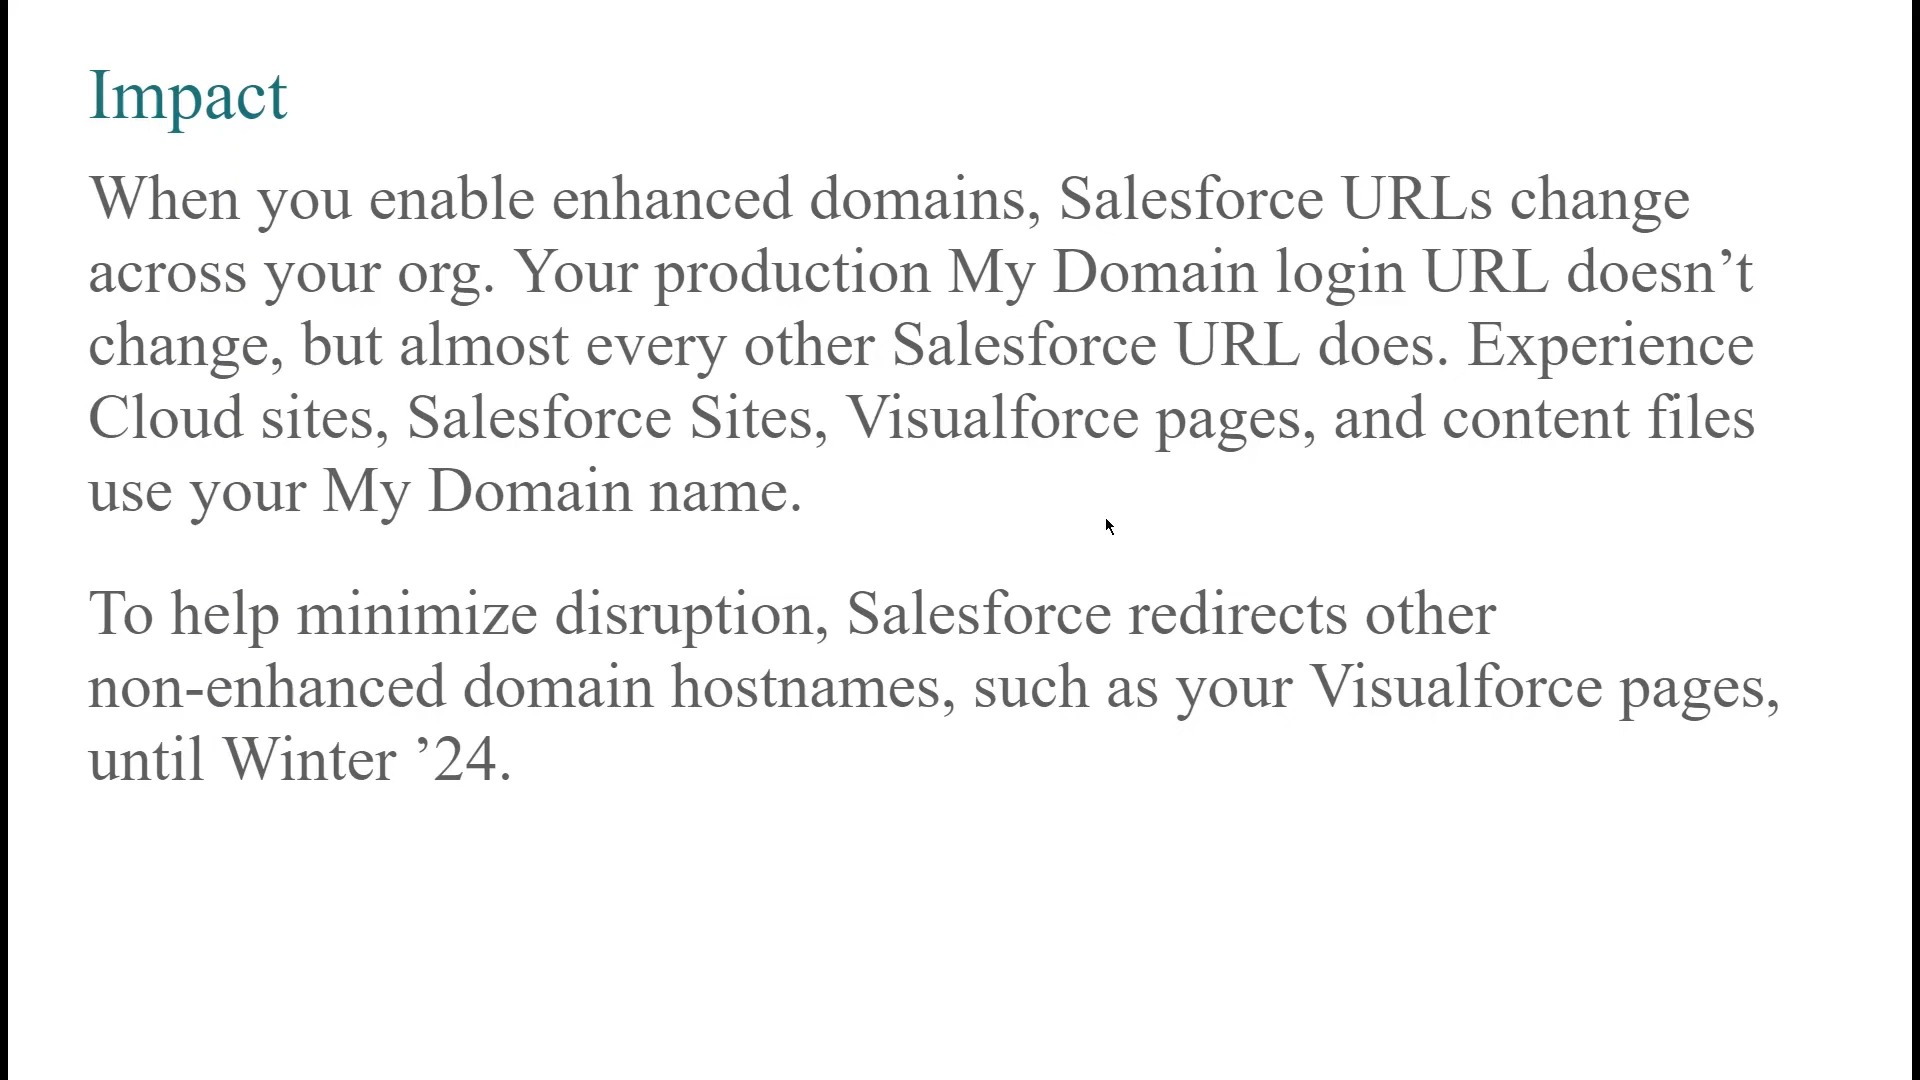 Impact
When you enable enhanced domains, Salesforce URLs change
across your org. Your production My Domain login URL doesn’t
change, but almost every other Salesforce URL does. Experience
Cloud sites, Salesforce Sites, Visualforce pages, and content files
use your My Domain name.
To help minimize disruption, Salesforce redirects other
non-enhanced domain hostnames, such as your Visualforce pages,
until Winter ’24.